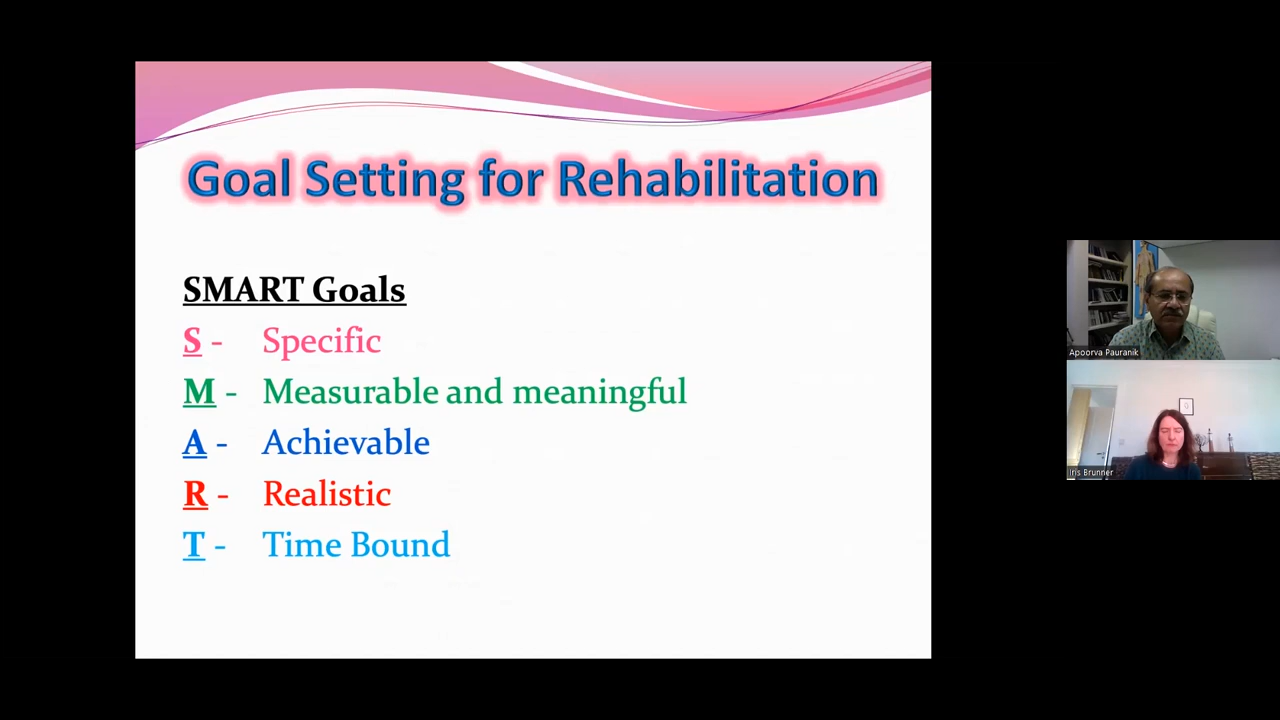 Goal Setting for Rehabilitation
SMART Goals
S - Specific
M - Measurable and meaningful
A - Achievable
R - Realistic
T - Time Bound
Apoorva Pauranik
Iris Brunner